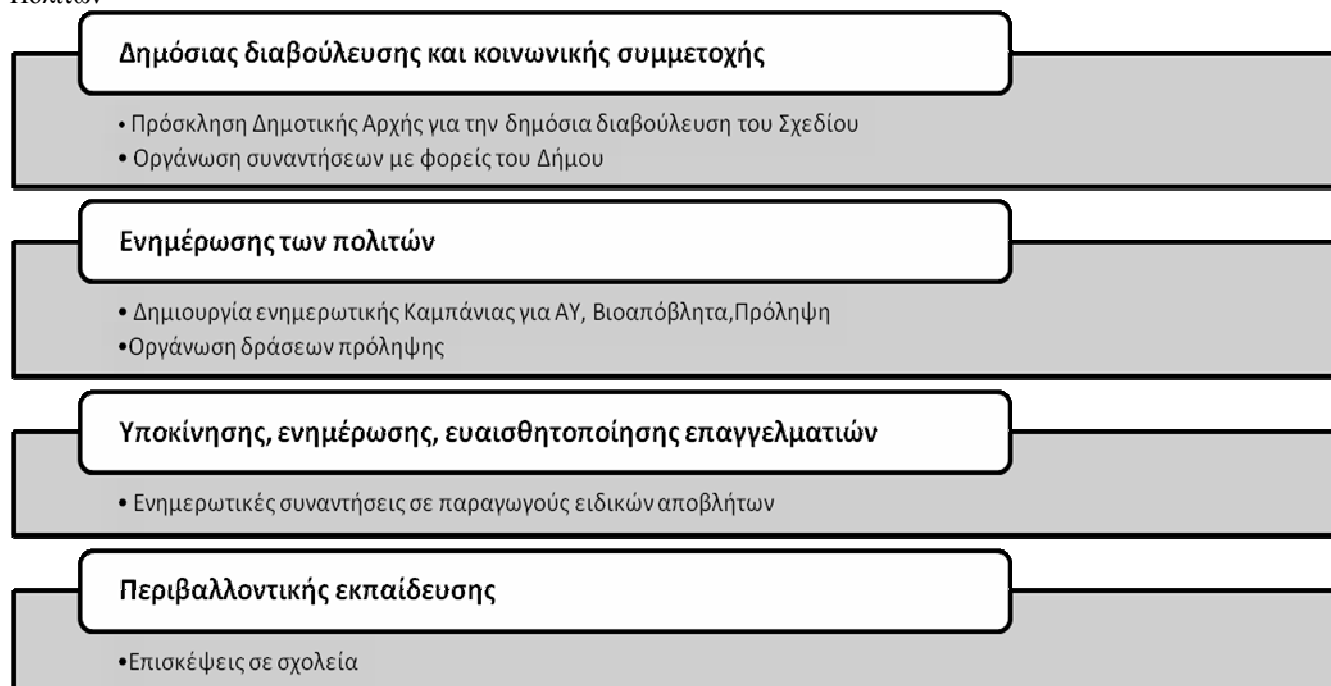 Πολιτών
Δημόσιας διαβούλευσης και κοινωνικής συμμετοχής
• Πρόσκληση Δημοτικής Αρχής για την δημόσια διαβούλευση του Σχεδίου
• Οργάνωση συναντήσεων με φορείς του Δήμου
Ενημέρωσης των πολιτών
• Δημιουργία ενημερωτικής Καμπάνιας για ΑΥ, Βιοαπόβλητα,Πρόληψη
•Οργάνωση δράσεων πρόληψης
Υποκίνησης, ενημέρωσης, ευαισθητοποίησης επαγγελματιών
• Ενημερωτικές συναντήσεις σε παραγωγούς ειδικών αποβλήτων
Περιβαλλοντικής εκπαίδευσης
•Επισκέψεις σε σχολεία